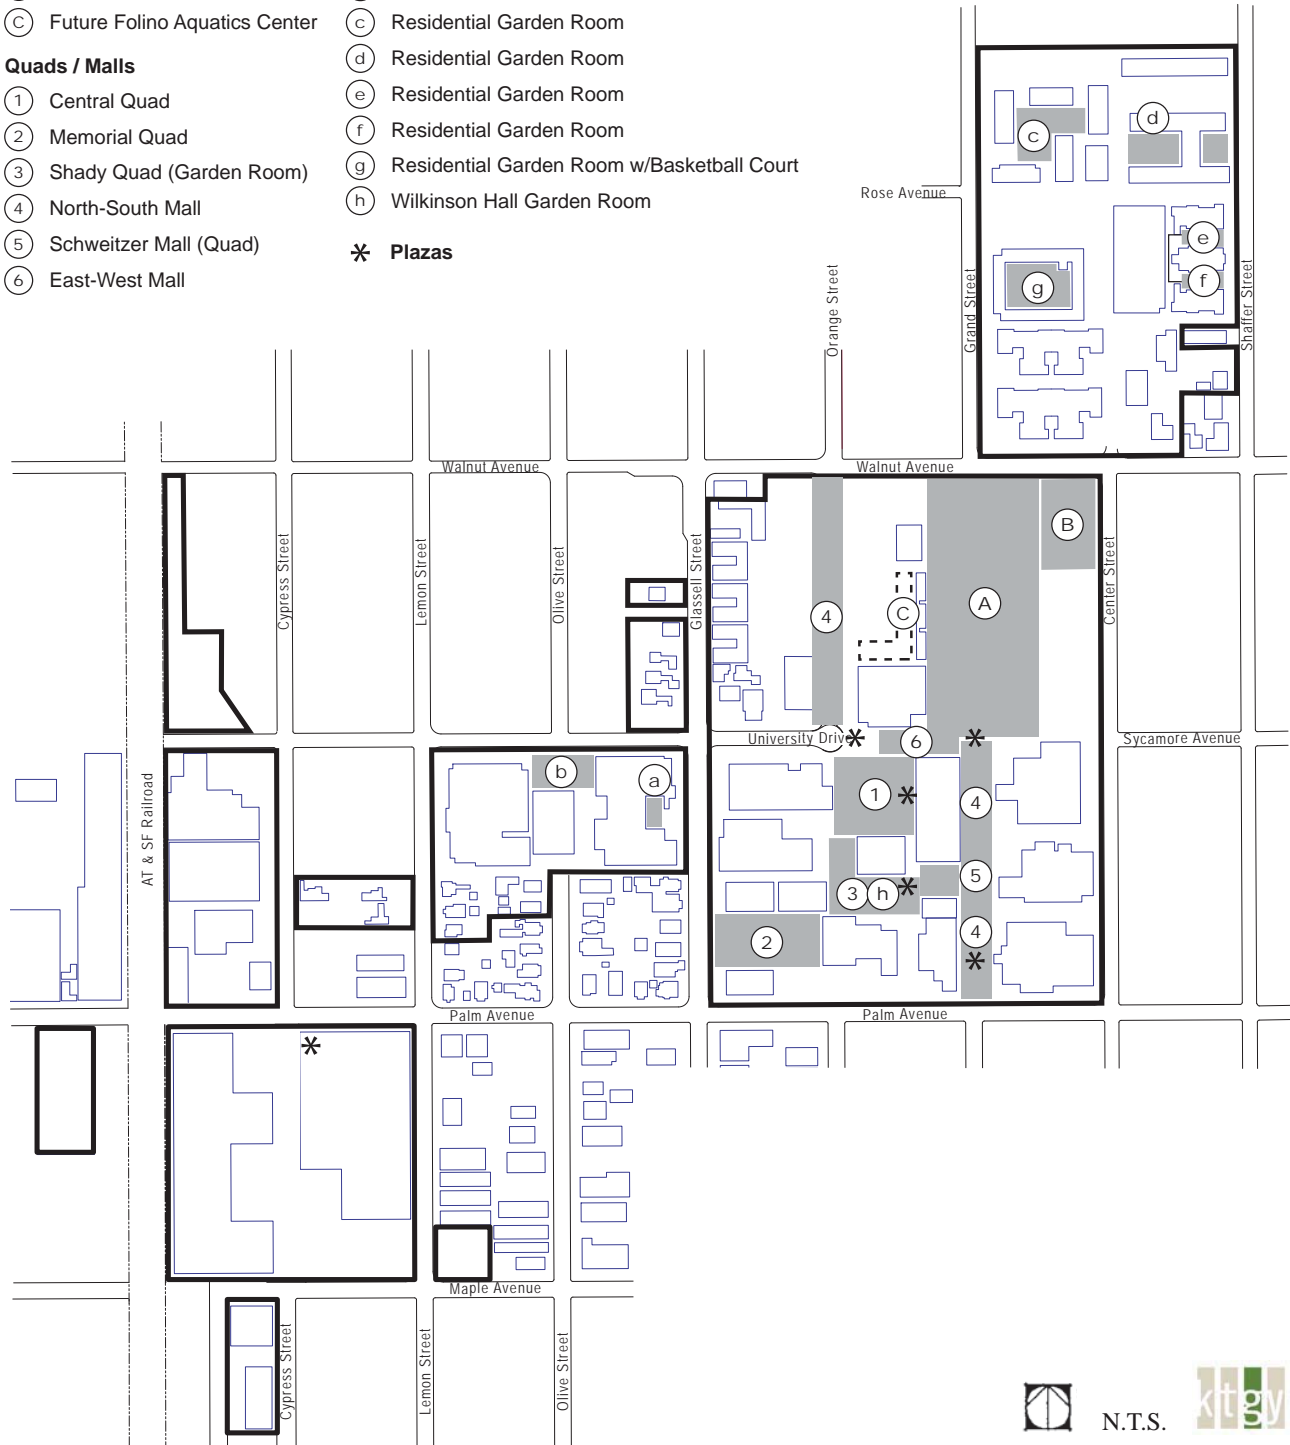 C Future Folino Aquatics Center
Quads / Malls
1 Central Quad
2 Memorial Quad
3 Shady Quad (Garden Room)
4 North-South Mall
5 Schweitzer Mall (Quad)
6 East-West Mall
c Residential Garden Room
d Residential Garden Room
e Residential Garden Room
f Residential Garden Room
g Residential Garden Room w/Basketball Court
h Wilkinson Hall Garden Room
* Plazas
c
d
Rose Avenue
e
f
g
Orange Street
Grand Street
Shaffer Street
Walnut Avenue
Walnut Avenue
B
Cypress Street
Lemon Street
Olive Street
Glassell Street
Center Street
4
C
A
University Drive
*
6
*
Sycamore Avenue
AT & SF Railroad
b
a
1
*
4
5
3
h
*
2
4
*
Palm Avenue
Palm Avenue
*
Maple Avenue
Cypress Street
Lemon Street
Olive Street
N.T.S.
ktgy